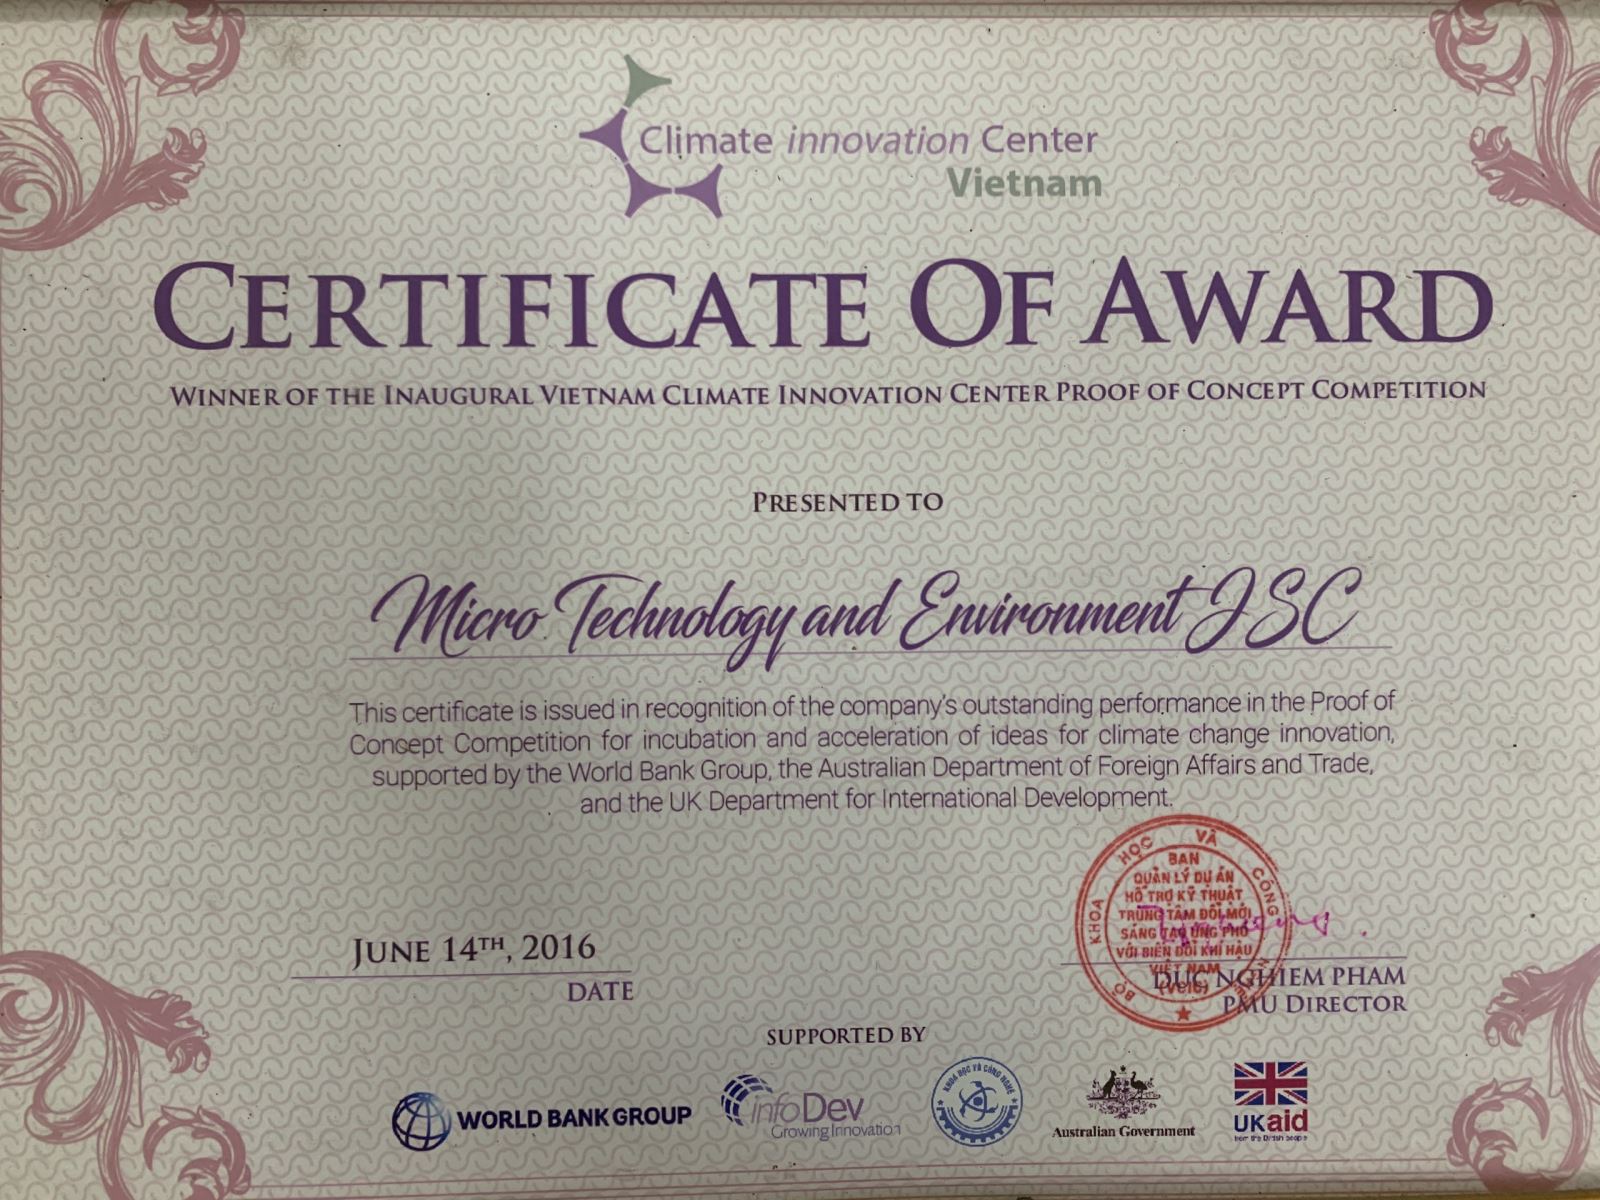 Climate innovation Center
Vietnam
CERTIFICATE OF AWARD
WINNER OF THE INAUGURAL VIETNAM CLIMATE INNOVATION CENTER PROOF OF CONCEPT COMPETITION
PRESENTED TO
Micro Technology and Environment JSC
This certificate is issued in recognition of the company's outstanding performance in the Proof of
Concept Competition for incubation and acceleration of ideas for climate change innovation,
supported by the World Bank Group, the Australian Department of Foreign Affairs and Trade,
and the UK Department for International Development.
BỘ KHOA HỌC VÀ CÔNG
BAN
QUẢN LÝ DỰ ÁN
HỖ TRỢ KỸ THUẬT
TRUNG TÂM ĐỔI MỚI
SÁNG TẠO ỨNG PHÓ
VỚI BIẾN ĐỔI KHÍ HẬU
VIỆT NAM
JUNE 14TH, 2016
DATE
DUC NGHIEM PHAM
PMU DIRECTOR
SUPPORTED BY
WORLD BANK GROUP
infoDev
Growing Innovation
KHOA HỌC VÀ CÔNG NGHỆ
Australian Government
UKaid
from the British people